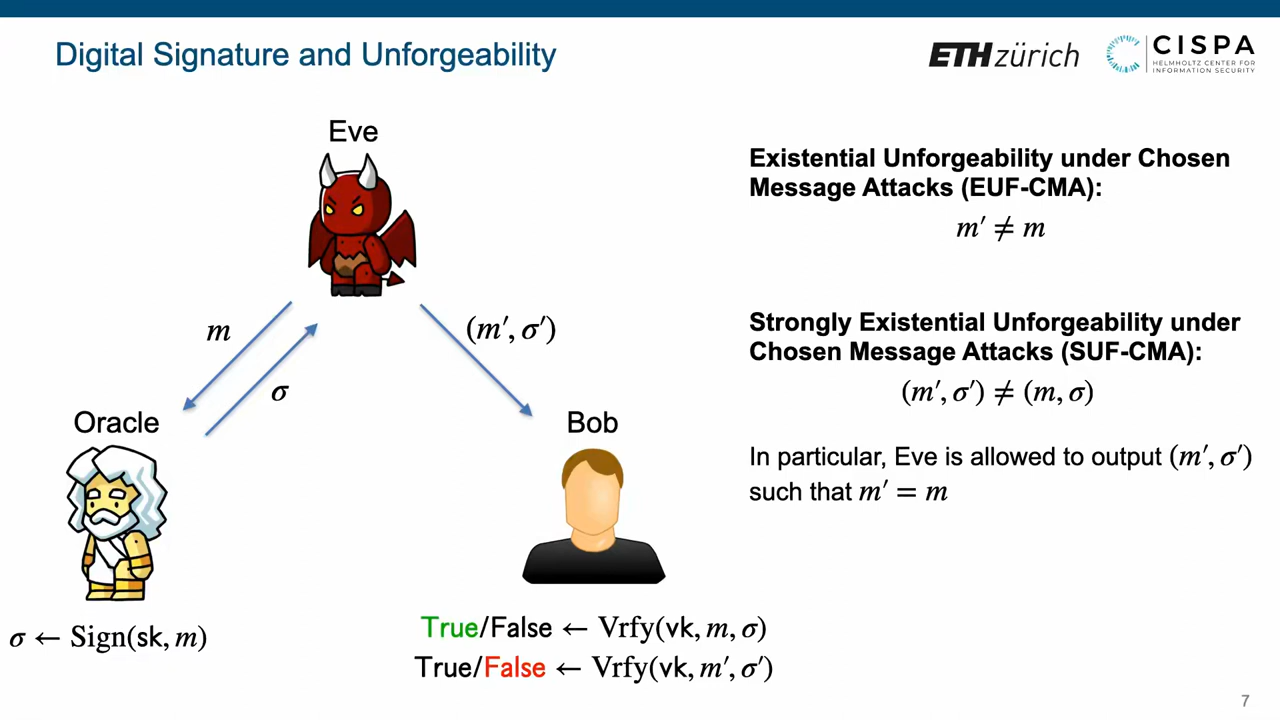 Digital Signature and Unforgeability
ETH zürich
CISPA
HELMHOLTZ CENTER FOR
INFORMATION SECURITY
Eve
m
σ
(m′, σ′)
Oracle
Bob
σ ← Sign(sk, m)
True/False ← Vrfy(vk, m, σ)
True/False ← Vrfy(vk, m′, σ′)
Existential Unforgeability under Chosen
Message Attacks (EUF-CMA):
m′ ≠ m
Strongly Existential Unforgeability under
Chosen Message Attacks (SUF-CMA):
(m′, σ′) ≠ (m, σ)
In particular, Eve is allowed to output (m′, σ′)
such that m′ = m
7